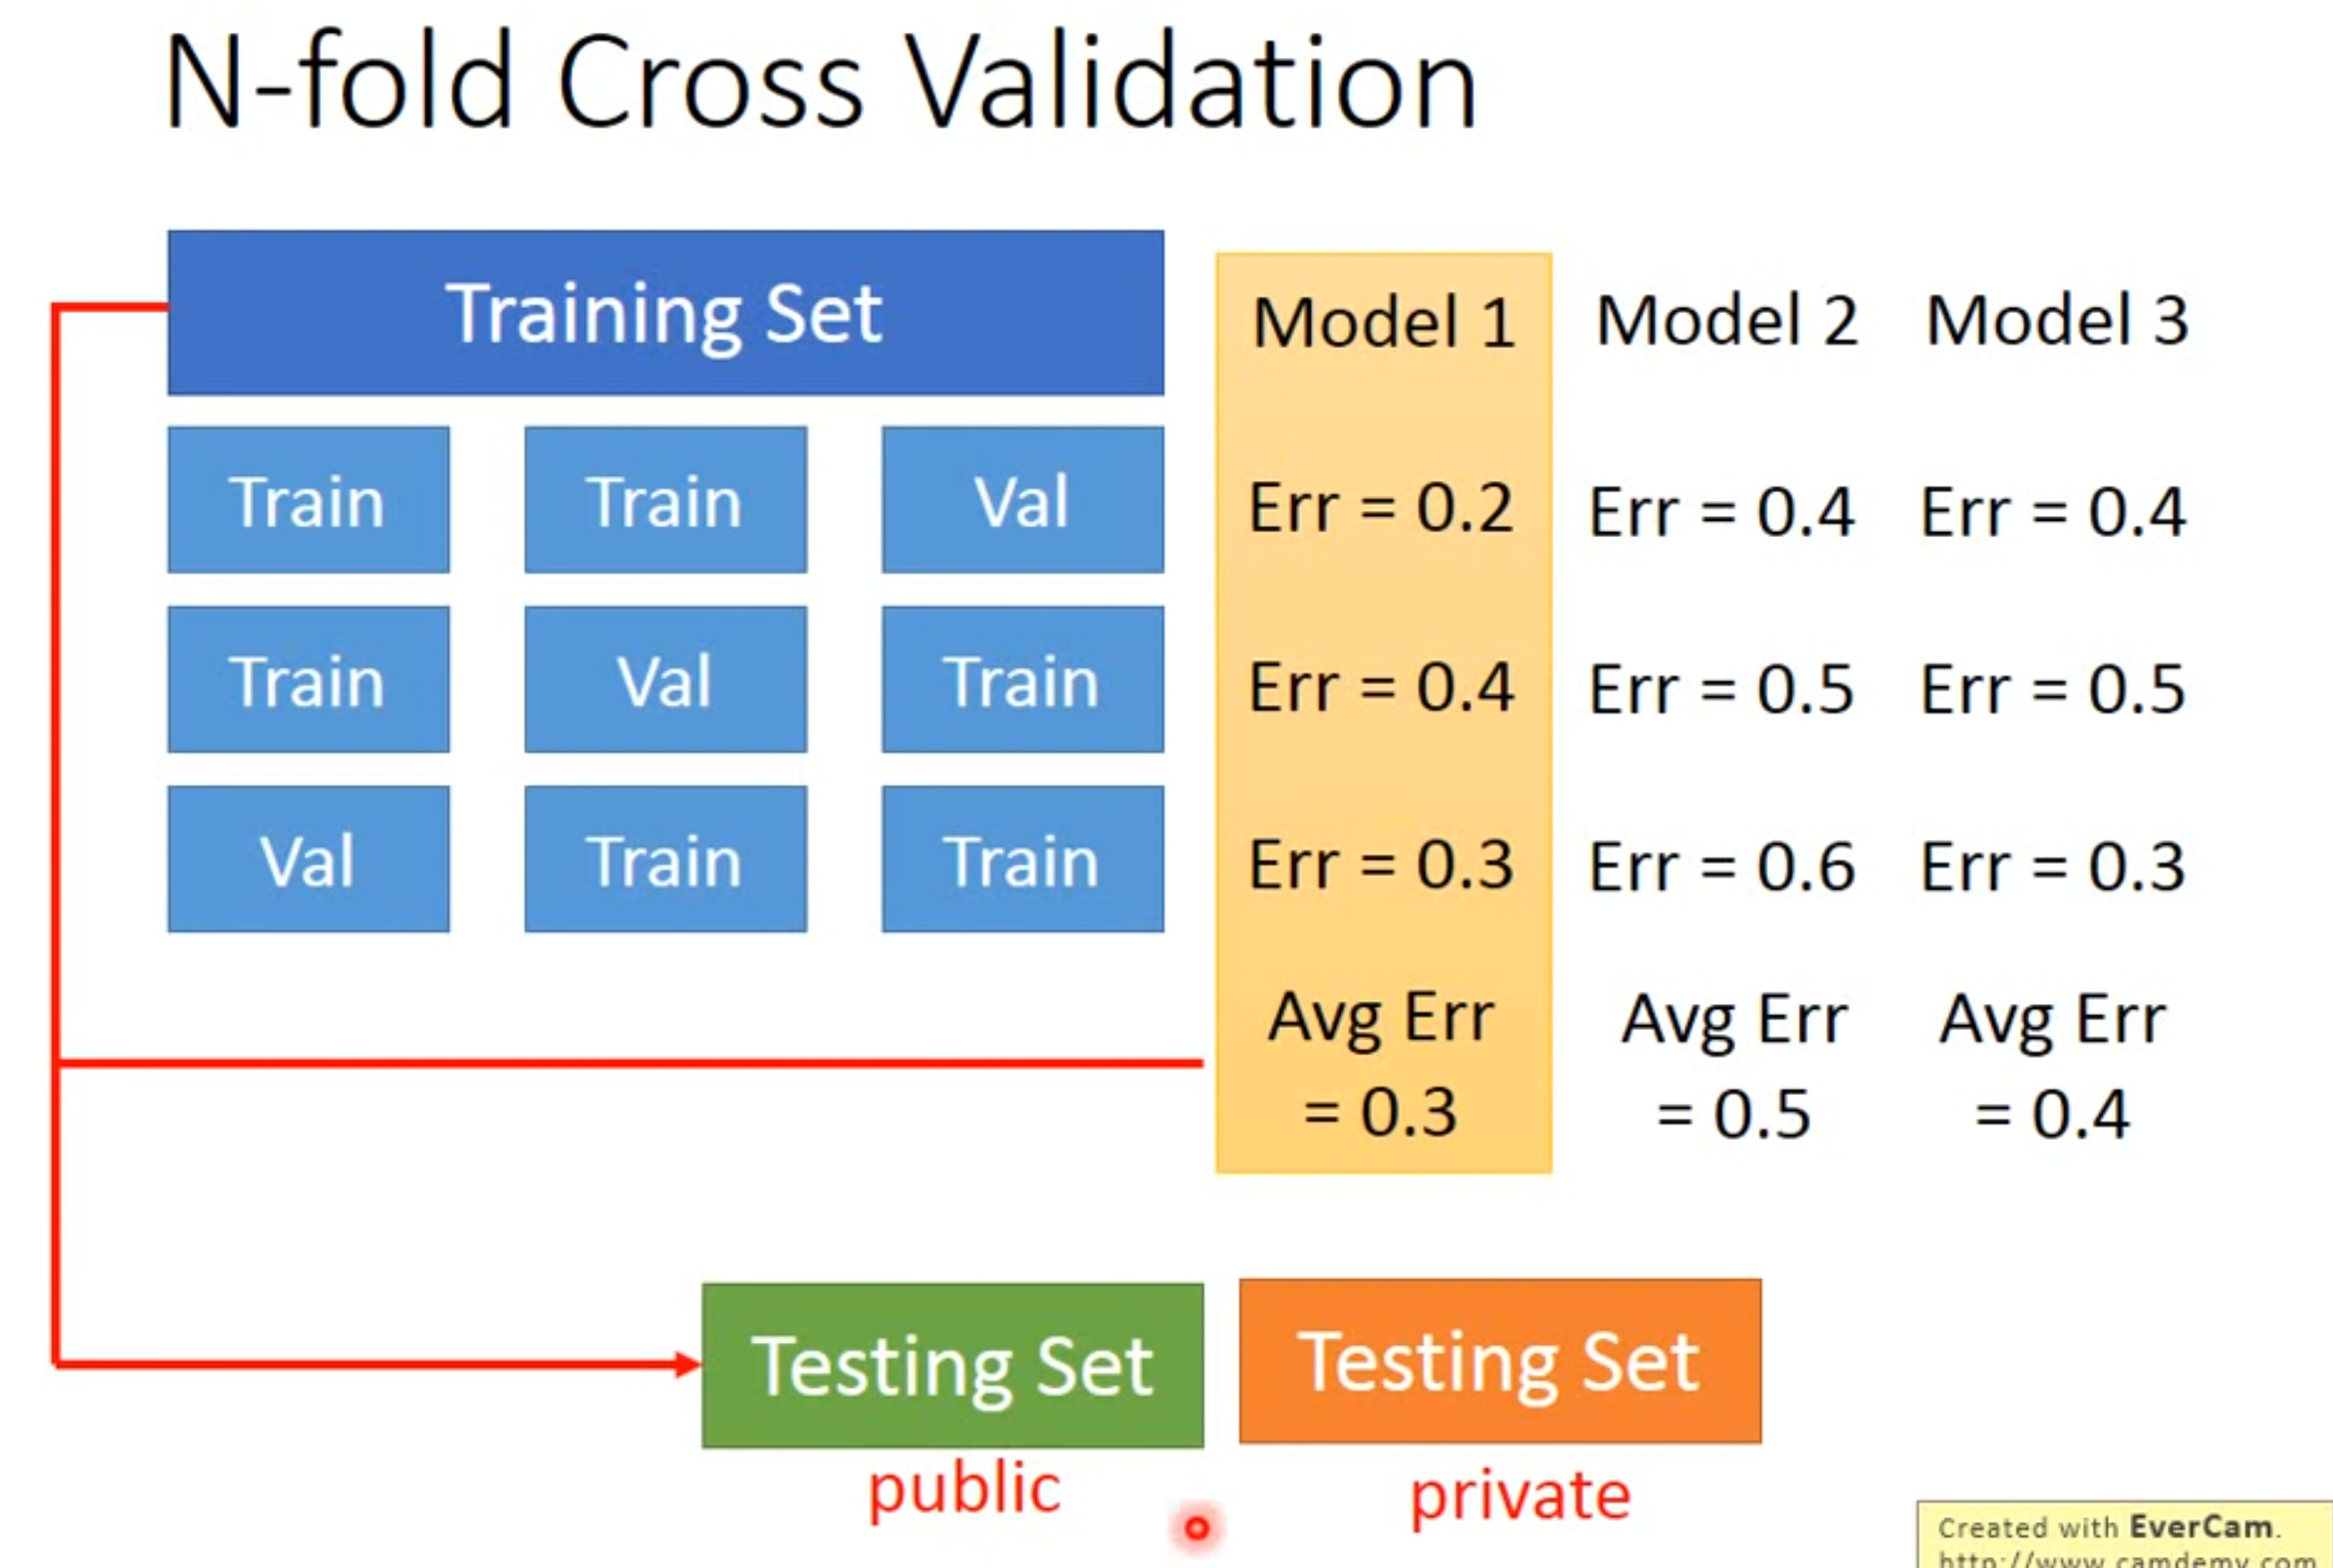 N-fold Cross Validation
Training Set
Model 1 Model 2 Model 3
Train Train Val Err = 0.2 Err = 0.4 Err = 0.4
Train Val Train Err = 0.4 Err = 0.5 Err = 0.5
Val Train Train Err = 0.3 Err = 0.6 Err = 0.3
Avg Err Avg Err Avg Err
= 0.3 = 0.5 = 0.4
Testing Set Testing Set
public private
Created with EverCam.
http://www.camdemy.com